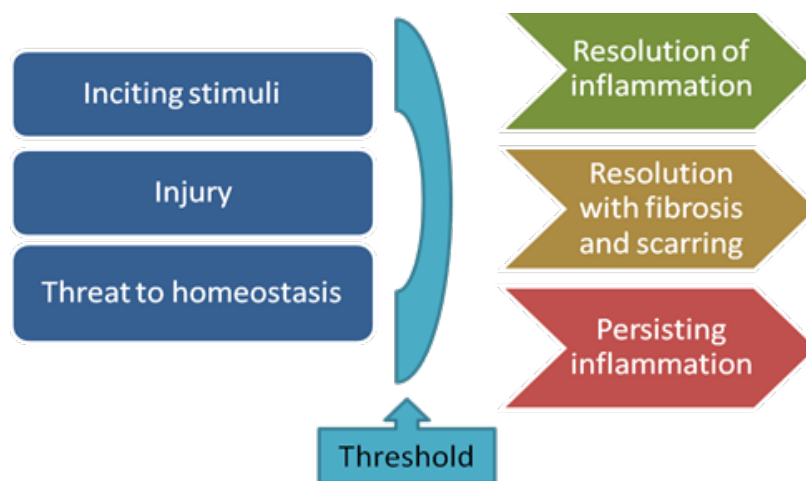 Inciting stimuli
Injury
Threat to homeostasis
Threshold
Resolution of
inflammation
Resolution
with fibrosis
and scarring
Persisting
inflammation